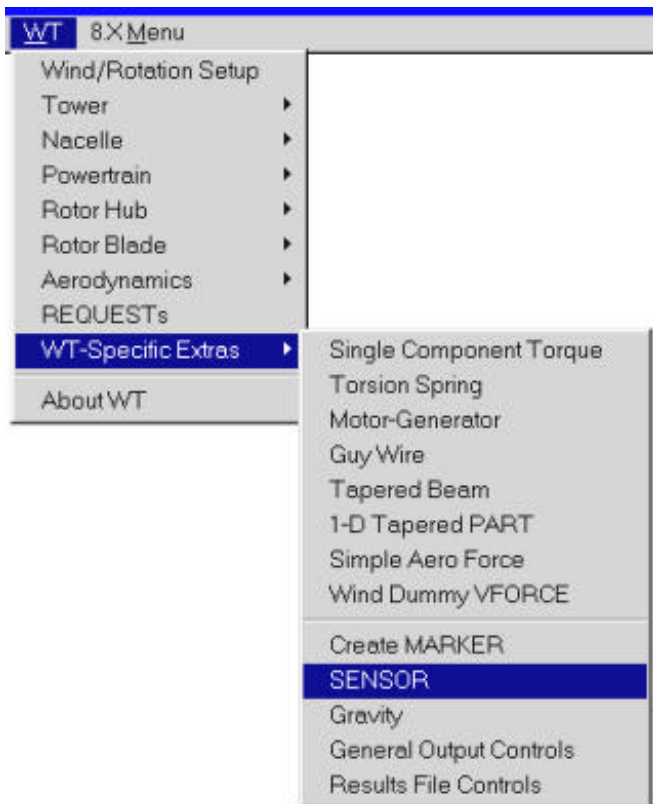 WT 8.X Menu
Wind/Rotation Setup
Tower
Nacelle
Powertrain
Rotor Hub
Rotor Blade
Aerodynamics
REQUESTs
WT-Specific Extras
About WT
Single Component Torque
Torsion Spring
Motor-Generator
Guy Wire
Tapered Beam
1-D Tapered PART
Simple Aero Force
Wind Dummy VFORCE
Create MARKER
SENSOR
Gravity
General Output Controls
Results File Controls